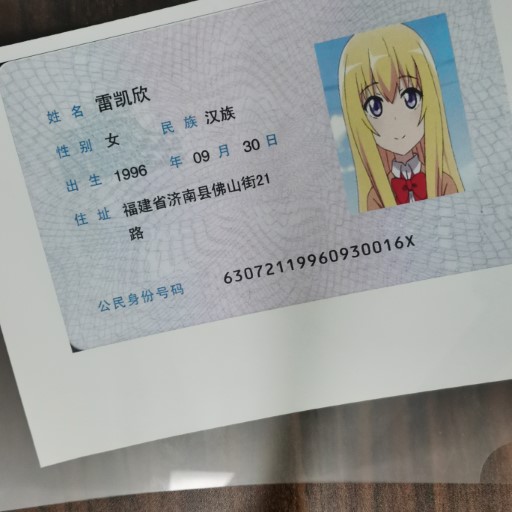 姓名 雷凯欣
性别 女 民族 汉族
出生 1996 年 09 月 30 日
住址 福建省济南县佛山街21
路
公民身份号码 63072119960930016X